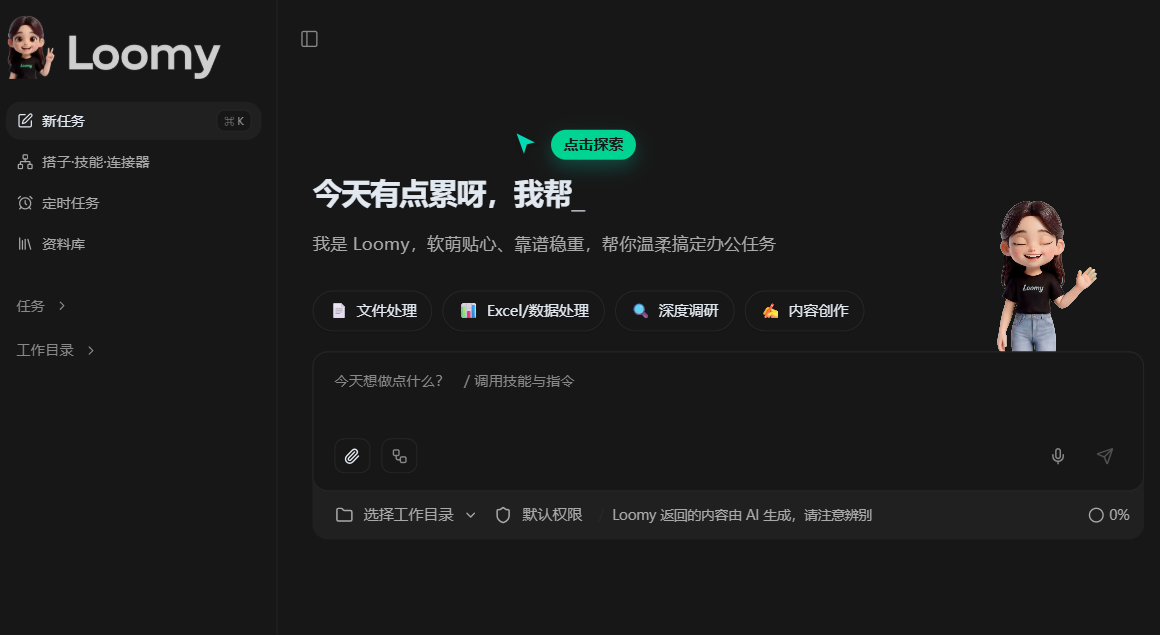 Loomy
新任务 ⌘ K
搭子·技能·连接器
定时任务
资料库
任务
工作目录
点击探索
今天有点累呀，我帮_
我是 Loomy，软萌贴心、靠谱稳重，帮你温柔搞定办公任务
文件处理 Excel/数据处理 深度调研 内容创作
Loomy
今天想做点什么？ / 调用技能与指令
选择工作目录 默认权限 / Loomy 返回的内容由 AI 生成，请注意辨别 0%